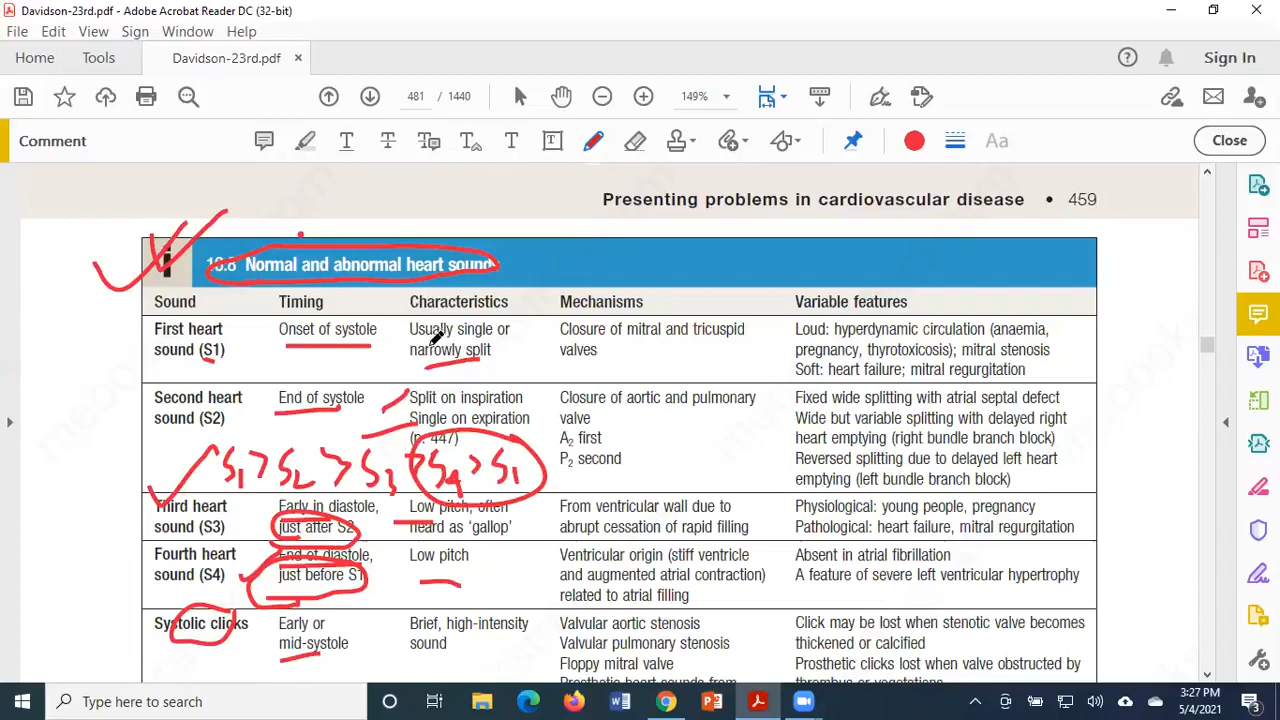 Davidson-23rd.pdf - Adobe Acrobat Reader DC (32-bit)
File Edit View Sign Window Help
Home Tools Davidson-23rd.pdf × Sign In
481 / 1440 149%
Comment Close
Presenting problems in cardiovascular disease • 459
i 10.8 Normal and abnormal heart sounds
Sound Timing Characteristics Mechanisms Variable features
First heart Onset of systole Usually single or Closure of mitral and tricuspid Loud: hyperdynamic circulation (anaemia,
sound (S1) narrowly split valves pregnancy, thyrotoxicosis); mitral stenosis
Soft: heart failure; mitral regurgitation
Second heart End of systole Split on inspiration Closure of aortic and pulmonary Fixed wide splitting with atrial septal defect
sound (S2) Single on expiration valve Wide but variable splitting with delayed right
(p. 447) A2 first heart emptying (right bundle branch block)
S1 > S2 > S3 > S4 > S1 P2 second Reversed splitting due to delayed left heart
emptying (left bundle branch block)
Third heart Early in diastole, Low pitch, often From ventricular wall due to Physiological: young people, pregnancy
sound (S3) just after S2 heard as ‘gallop’ abrupt cessation of rapid filling Pathological: heart failure, mitral regurgitation
Fourth heart End of diastole, Low pitch Ventricular origin (stiff ventricle Absent in atrial fibrillation
sound (S4) just before S1 and augmented atrial contraction) A feature of severe left ventricular hypertrophy
related to atrial filling
Systolic clicks Early or Brief, high-intensity Valvular aortic stenosis Click may be lost when stenotic valve becomes
mid-systole sound Valvular pulmonary stenosis thickened or calcified
Floppy mitral valve Prosthetic clicks lost when valve obstructed by
Prosthetic heart sounds from thrombus or vegetations
Type here to search 3:27 PM
5/4/2021